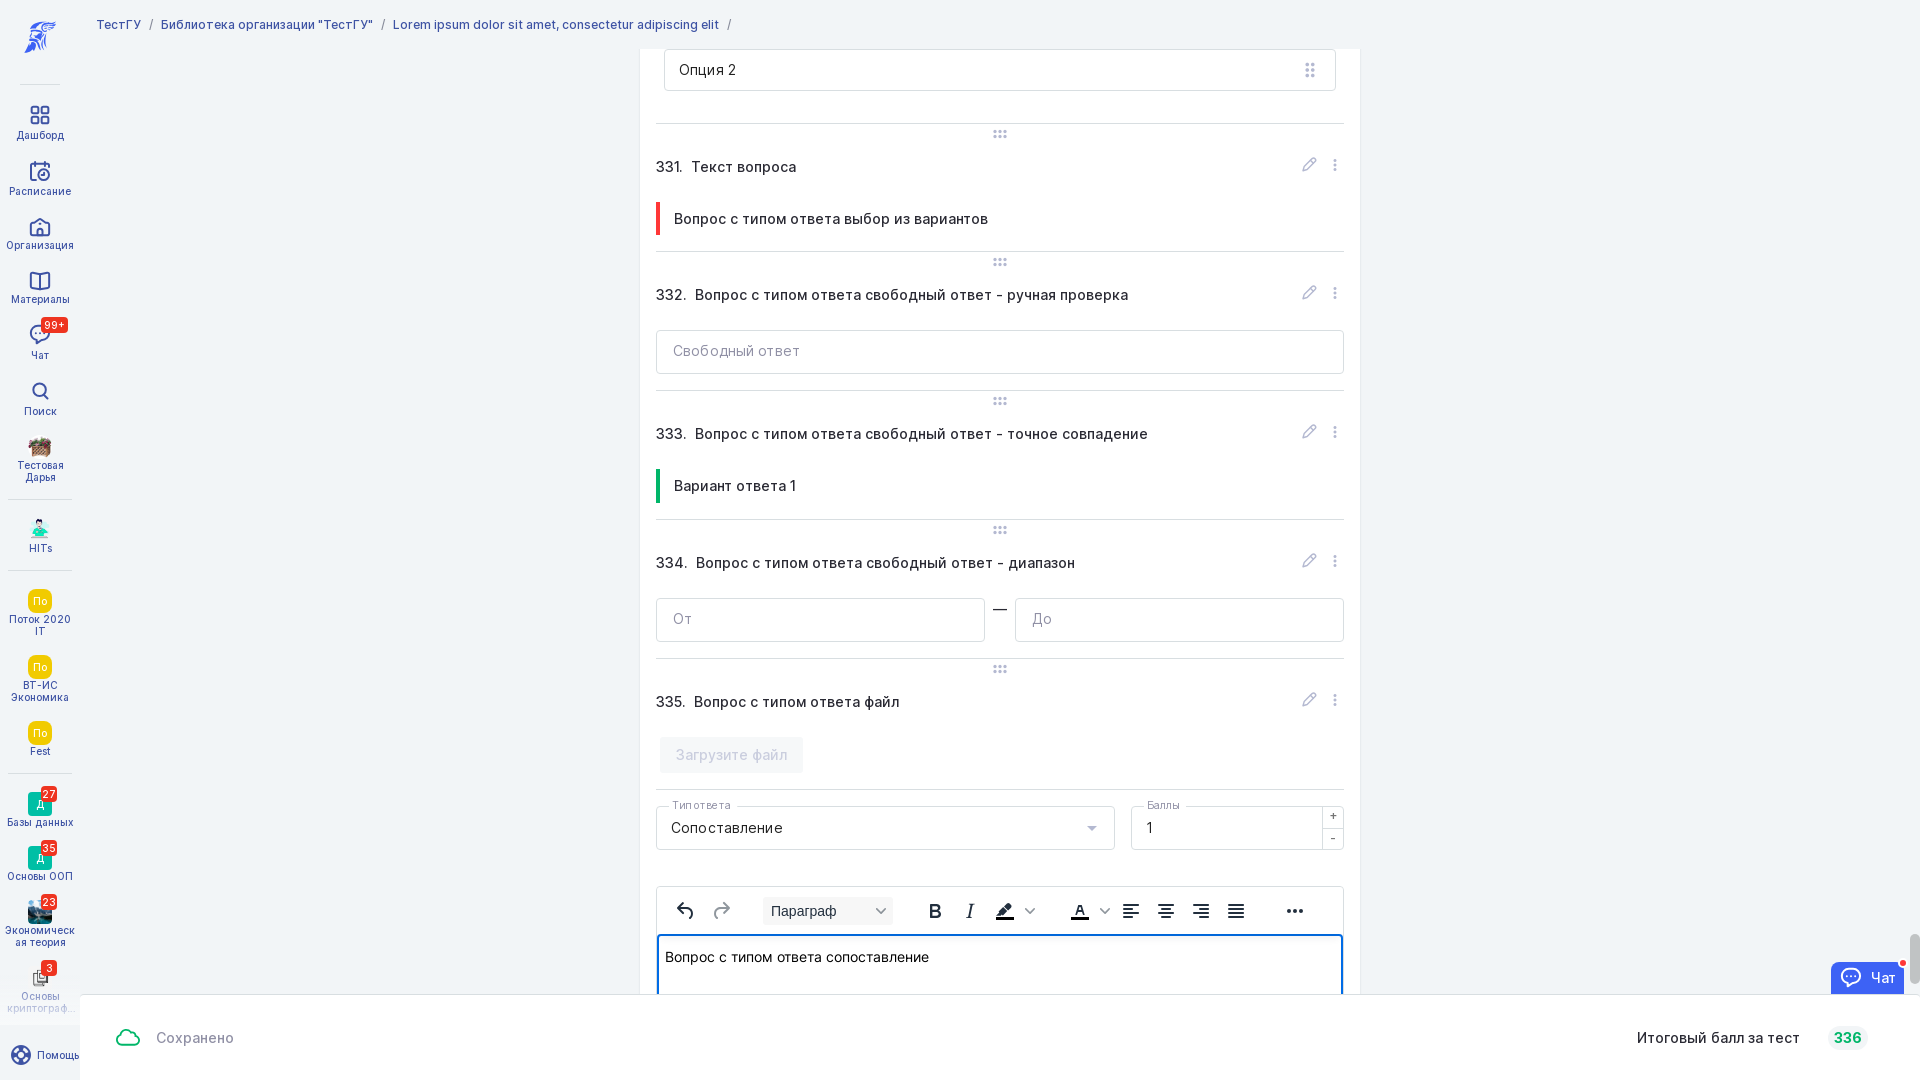 ТестГУ / Библиотека организации "ТестГУ" / Lorem ipsum dolor sit amet, consectetur adipiscing elit /
Дашборд
Расписание
Организация
Материалы
99+
Чат
Поиск
Тестовая
Дарья
HITs
По
Поток 2020
IT
По
ВТ-ИС
Экономика
По
Fest
27
Д
Базы данных
35
Д
Основы ООП
23
Экономическ
ая теория
3
Основы
криптограф...
Помощь
Опция 2
331. Текст вопроса
Вопрос с типом ответа выбор из вариантов
332. Вопрос с типом ответа свободный ответ - ручная проверка
Свободный ответ
333. Вопрос с типом ответа свободный ответ - точное совпадение
Вариант ответа 1
334. Вопрос с типом ответа свободный ответ - диапазон
От — До
335. Вопрос с типом ответа файл
Загрузите файл
Тип ответа
Сопоставление
Баллы
1
+
-
Параграф
B I A
Вопрос с типом ответа сопоставление
Чат
Сохранено
Итоговый балл за тест 336